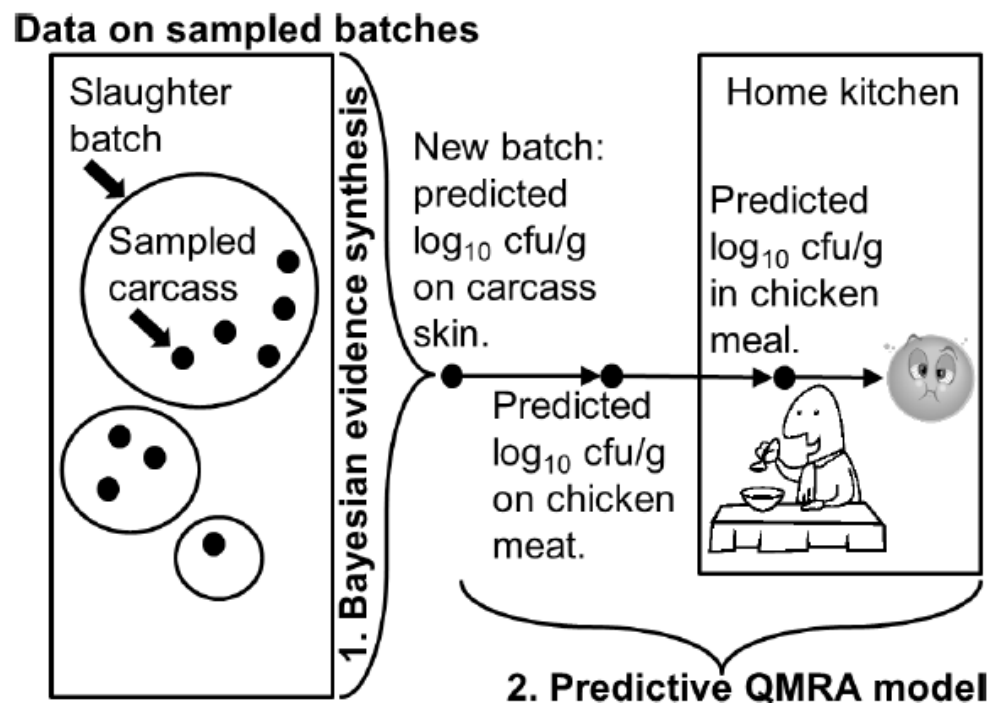 Data on sampled batches
Slaughter
batch
Sampled
carcass
1. Bayesian evidence synthesis
New batch:
predicted
log₁₀ cfu/g
on carcass
skin.
Predicted
log₁₀ cfu/g
on chicken
meat.
Home kitchen
Predicted
log₁₀ cfu/g
in chicken
meal.
2. Predictive QMRA model